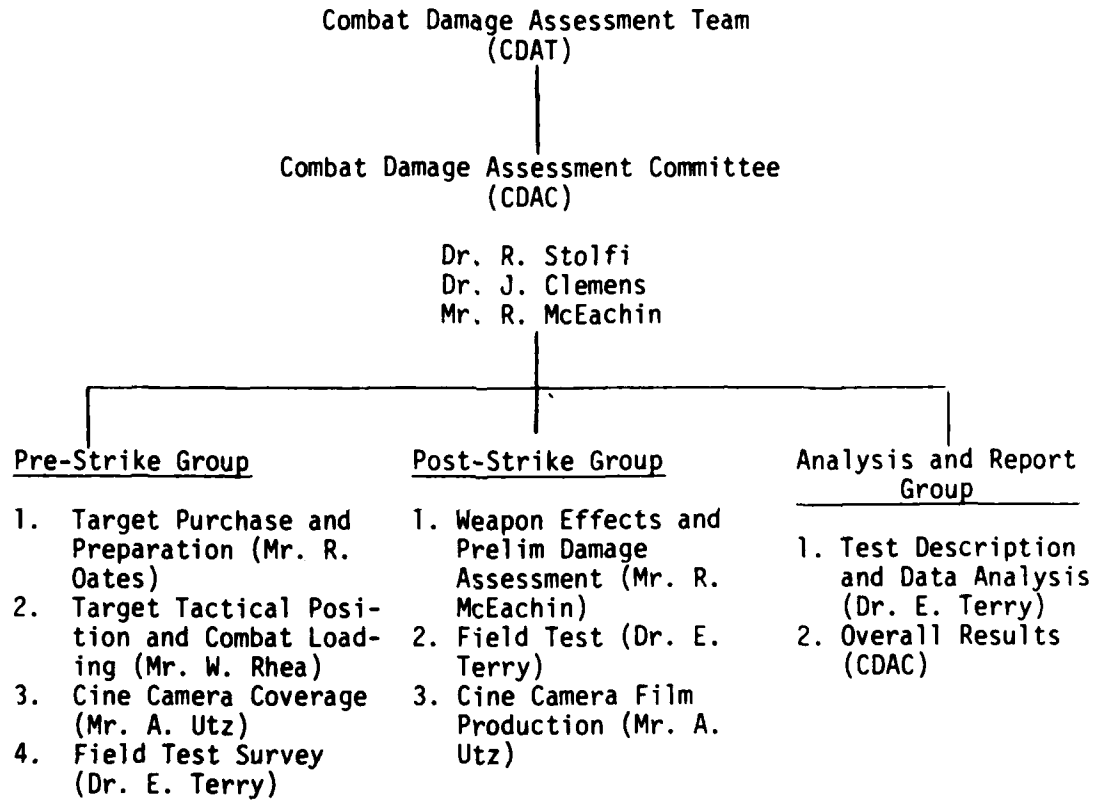 Combat Damage Assessment Team
(CDAT)
Combat Damage Assessment Committee
(CDAC)
Dr. R. Stolfi
Dr. J. Clemens
Mr. R. McEachin
Pre-Strike Group
1. Target Purchase and
Preparation (Mr. R.
Oates)
2. Target Tactical Posi-
tion and Combat Load-
ing (Mr. W. Rhea)
3. Cine Camera Coverage
(Mr. A. Utz)
4. Field Test Survey
(Dr. E. Terry)
Post-Strike Group
1. Weapon Effects and
Prelim Damage
Assessment (Mr. R.
McEachin)
2. Field Test (Dr. E.
Terry)
3. Cine Camera Film
Production (Mr. A.
Utz)
Analysis and Report
Group
1. Test Description
and Data Analysis
(Dr. E. Terry)
2. Overall Results
(CDAC)